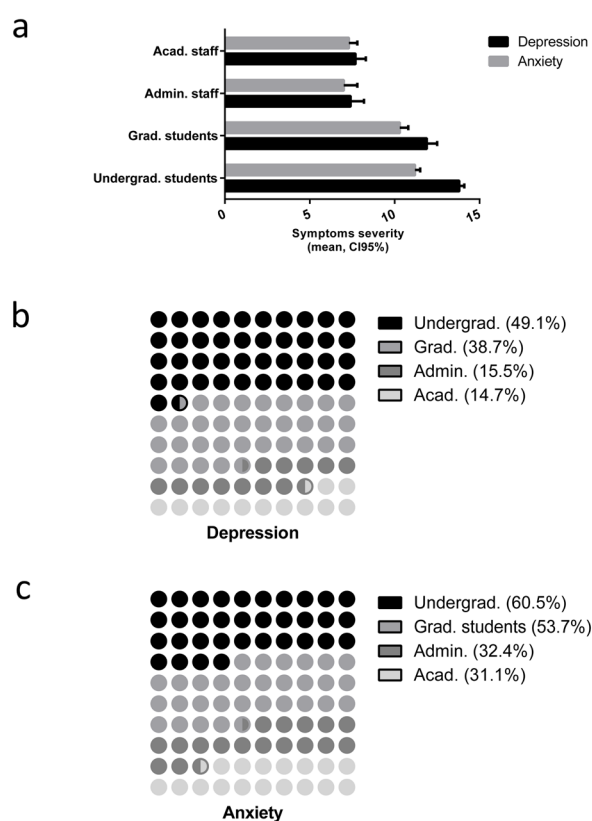 a
Depression
Anxiety
Acad. staff
Admin. staff
Grad. students
Undergrad. students
0
5
10
15
Symptoms severity
(mean, CI95%)
b
Undergrad. (49.1%)
Grad. (38.7%)
Admin. (15.5%)
Acad. (14.7%)
Depression
c
Undergrad. (60.5%)
Grad. students (53.7%)
Admin. (32.4%)
Acad. (31.1%)
Anxiety